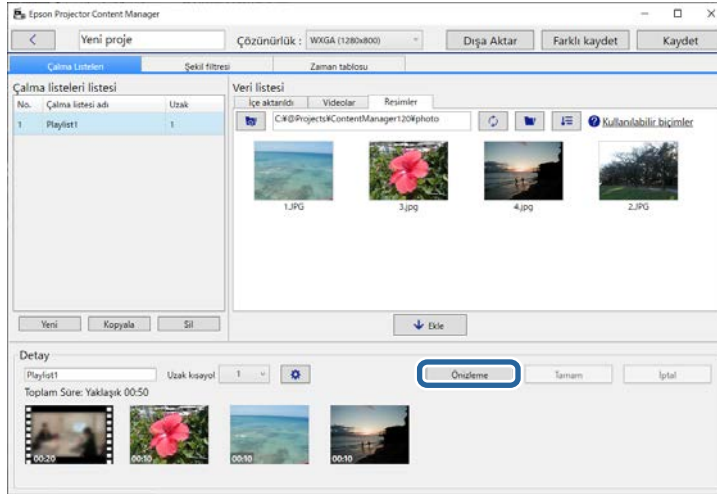 Epson Projector Content Manager
Yeni proje
Çözünürlük : WXGA (1280x800)
Dışa Aktar
Farklı kaydet
Kaydet
Çalma Listeleri
Şekil filtresi
Zaman tablosu
Çalma listeleri listesi
No. Çalma listesi adı Uzak
1 Playlist1 1
Yeni
Kopyala
Sil
Veri listesi
İçe aktarıldı
Videolar
Resimler
C:¥@Projects¥ContentManager120¥photo
Kullanılabilir biçimler
1.JPG
3.jpg
4.jpg
2.JPG
Ekle
Detay
Playlist1
Uzak kısayol 1
Önizleme
Tamam
İptal
Toplam Süre: Yaklaşık 00:50
00:20
00:10
00:10
00:10